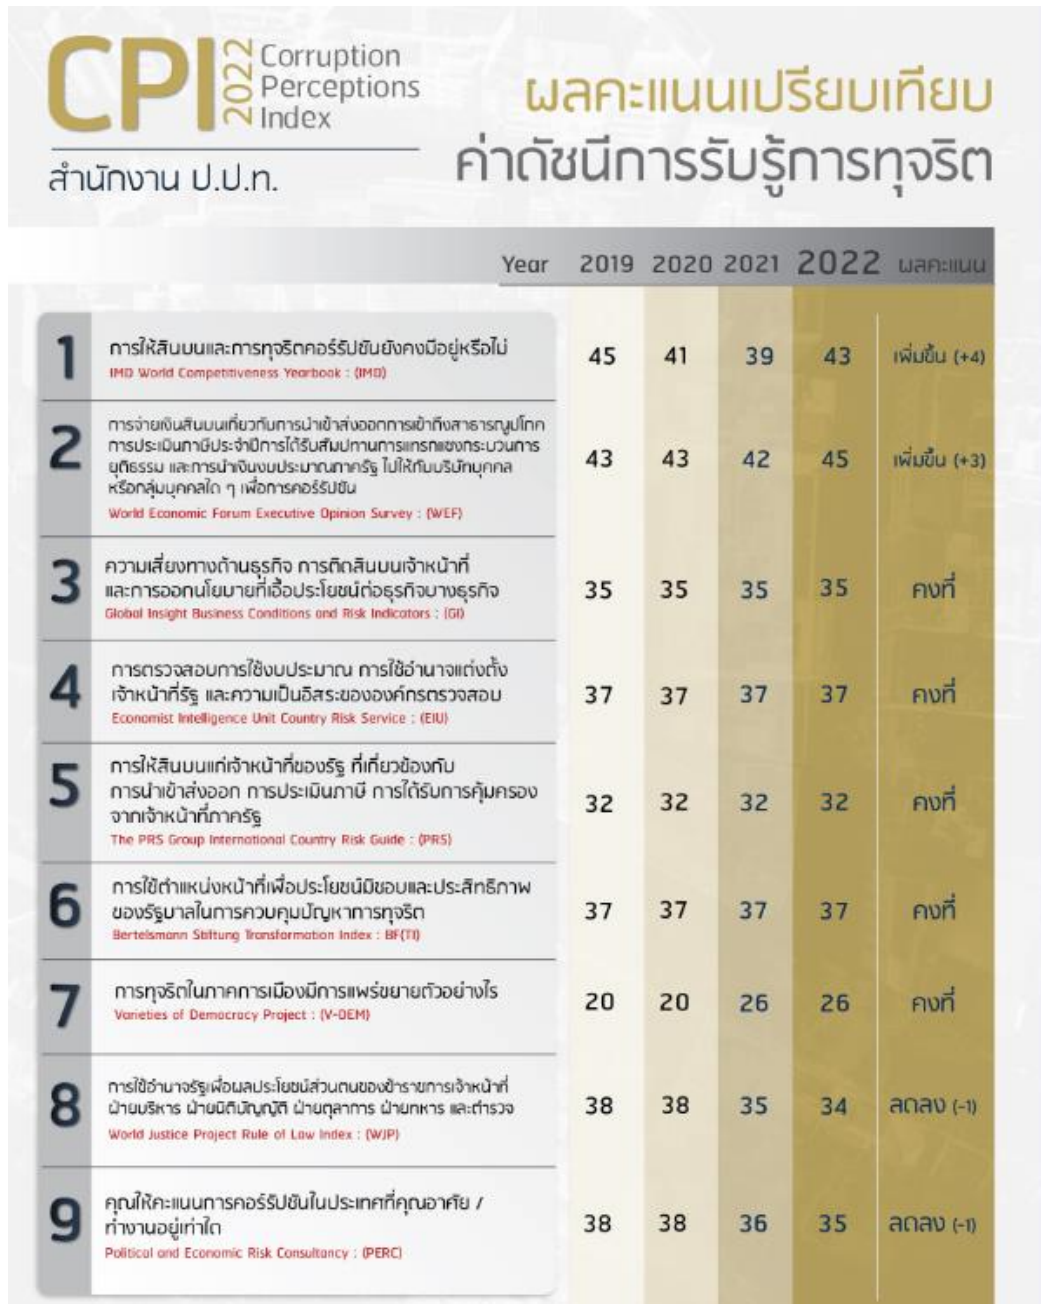 CPI 2022 Corruption
Perceptions
Index
สำนักงาน ป.ป.ท.
ผลคะแนนเปรียบเทียบ
ค่าดัชนีการรับรู้การทุจริต
Year 2019 2020 2021 2022 ผลคะแนน
1 การให้สินบนและการทุจริตคอร์รัปชันยังคงมีอยู่หรือไม่
IMD World Competitiveness Yearbook : (IMD)
45 41 39 43 เพิ่มขึ้น (+4)
2 การจ่ายเงินสินบนเกี่ยวกับการนำเข้าส่งออกการเข้าถึงสาธารณูปโภค
การประเมินภาษีประจำปีการได้รับสัมปทานการแทรกแซงกระบวนการ
ยุติธรรม และการนำเงินงบประมาณภาครัฐ ไปให้กับบริษัทบุคคล
หรือกลุ่มบุคคลใด ๆ เพื่อการคอร์รัปชัน
World Economic Forum Executive Opinion Survey : (WEF)
43 43 42 45 เพิ่มขึ้น (+3)
3 ความเสี่ยงทางด้านธุรกิจ การติดสินบนเจ้าหน้าที่
และการออกนโยบายที่เอื้อประโยชน์ต่อธุรกิจบางธุรกิจ
Global Insight Business Conditions and Risk Indicators : (GI)
35 35 35 35 คงที่
4 การตรวจสอบการใช้งบประมาณ การใช้อำนาจแต่งตั้ง
เจ้าหน้าที่รัฐ และความเป็นอิสระขององค์กรตรวจสอบ
Economist Intelligence Unit Country Risk Service : (EIU)
37 37 37 37 คงที่
5 การให้สินบนแก่เจ้าหน้าที่ของรัฐ ที่เกี่ยวข้องกับ
การนำเข้าส่งออก การประเมินภาษี การได้รับการคุ้มครอง
จากเจ้าหน้าที่ภาครัฐ
The PRS Group International Country Risk Guide : (PRS)
32 32 32 32 คงที่
6 การใช้ตำแหน่งหน้าที่เพื่อประโยชน์มิชอบและประสิทธิภาพ
ของรัฐบาลในการควบคุมปัญหาการทุจริต
Bertelsmann Stiftung Transformation Index : BF(TI)
37 37 37 37 คงที่
7 การทุจริตในภาคการเมืองมีการแพร่ขยายตัวอย่างไร
Varieties of Democracy Project : (V-DEM)
20 20 26 26 คงที่
8 การใช้อำนาจรัฐเพื่อผลประโยชน์ส่วนตนของข้าราชการเจ้าหน้าที่
ฝ่ายบริหาร ฝ่ายนิติบัญญัติ ฝ่ายตุลาการ ฝ่ายทหาร และตำรวจ
World Justice Project Rule of Law Index : (WJP)
38 38 35 34 ลดลง (-1)
9 คุณให้คะแนนการคอร์รัปชันในประเทศที่คุณอาศัย /
ทำงานอยู่เท่าใด
Political and Economic Risk Consultancy : (PERC)
38 38 36 35 ลดลง (-1)